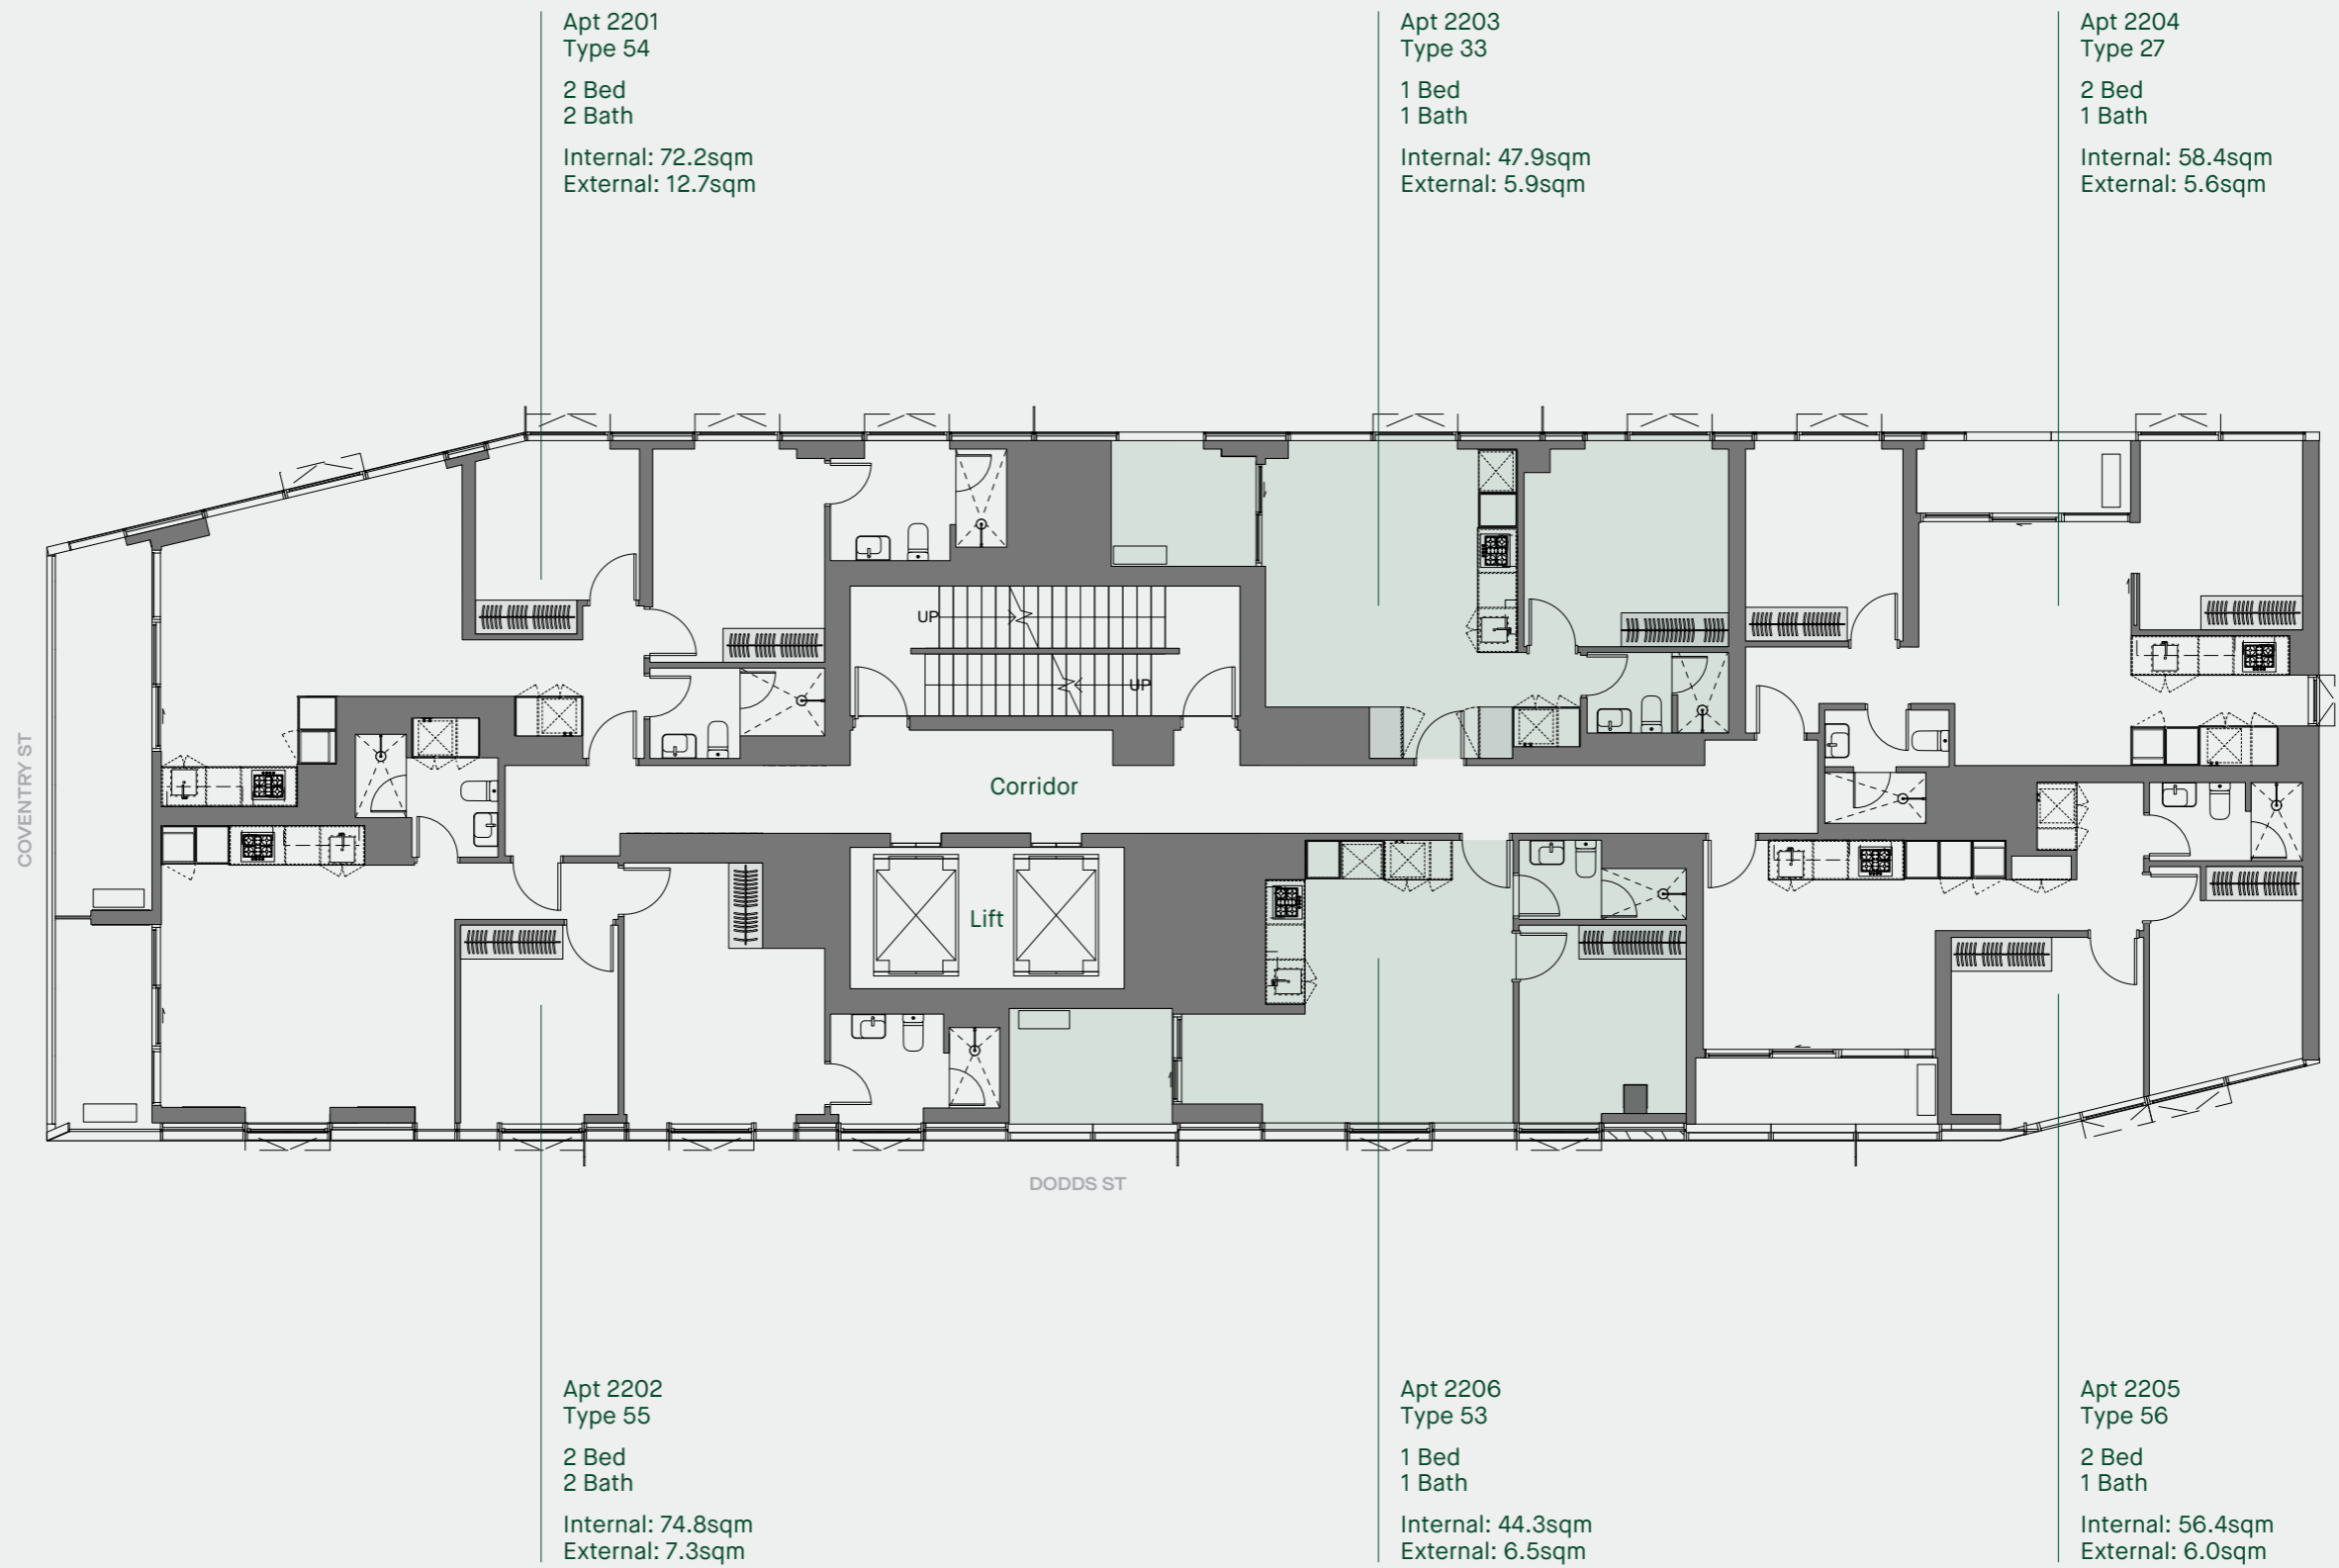 Apt 2201
Type 54
2 Bed
2 Bath
Internal: 72.2sqm
External: 12.7sqm
Apt 2203
Type 33
1 Bed
1 Bath
Internal: 47.9sqm
External: 5.9sqm
Apt 2204
Type 27
2 Bed
1 Bath
Internal: 58.4sqm
External: 5.6sqm
UP
UP
COVENTRY ST
Corridor
Lift
DODDS ST
Apt 2202
Type 55
2 Bed
2 Bath
Internal: 74.8sqm
External: 7.3sqm
Apt 2206
Type 53
1 Bed
1 Bath
Internal: 44.3sqm
External: 6.5sqm
Apt 2205
Type 56
2 Bed
1 Bath
Internal: 56.4sqm
External: 6.0sqm